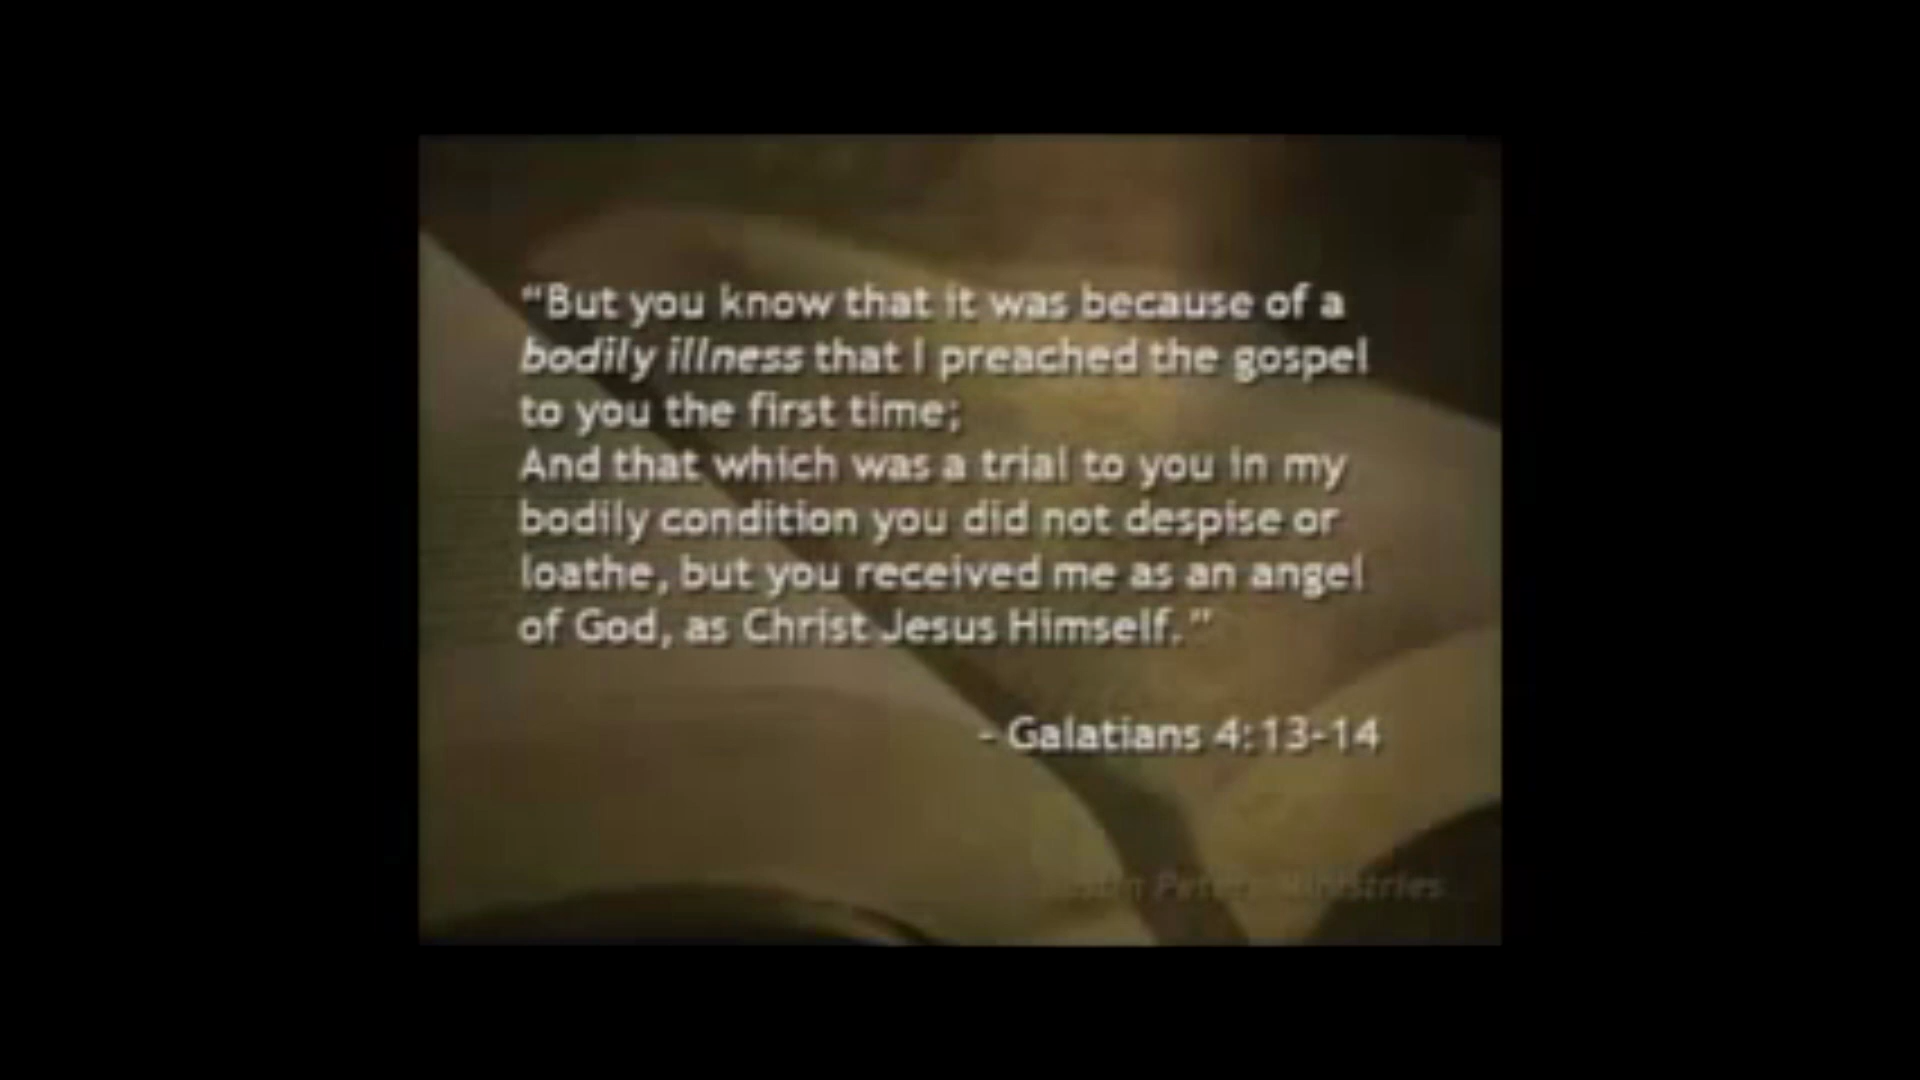 “But you know that it was because of a
bodily illness that I preached the gospel
to you the first time;
And that which was a trial to you in my
bodily condition you did not despise or
loathe, but you received me as an angel
of God, as Christ Jesus Himself.”
- Galatians 4:13-14
Ministries